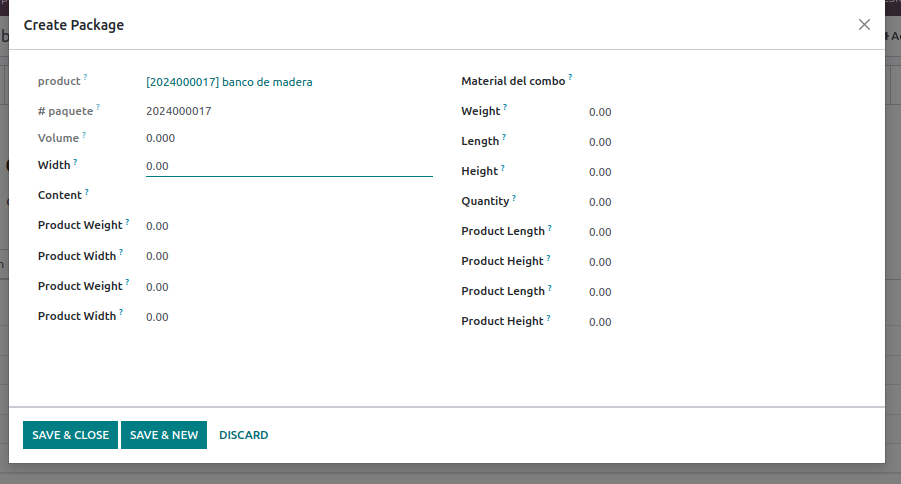 Create Package
product ? [2024000017] banco de madera
Material del combo ?
# paquete ? 2024000017
Weight ? 0.00
Volume ? 0.000
Length ? 0.00
Width ? 0.00
Height ? 0.00
Content ?
Quantity ? 0.00
Product Weight ? 0.00
Product Length ? 0.00
Product Width ? 0.00
Product Height ? 0.00
Product Weight ? 0.00
Product Length ? 0.00
Product Width ? 0.00
Product Height ? 0.00
SAVE & CLOSE
SAVE & NEW
DISCARD